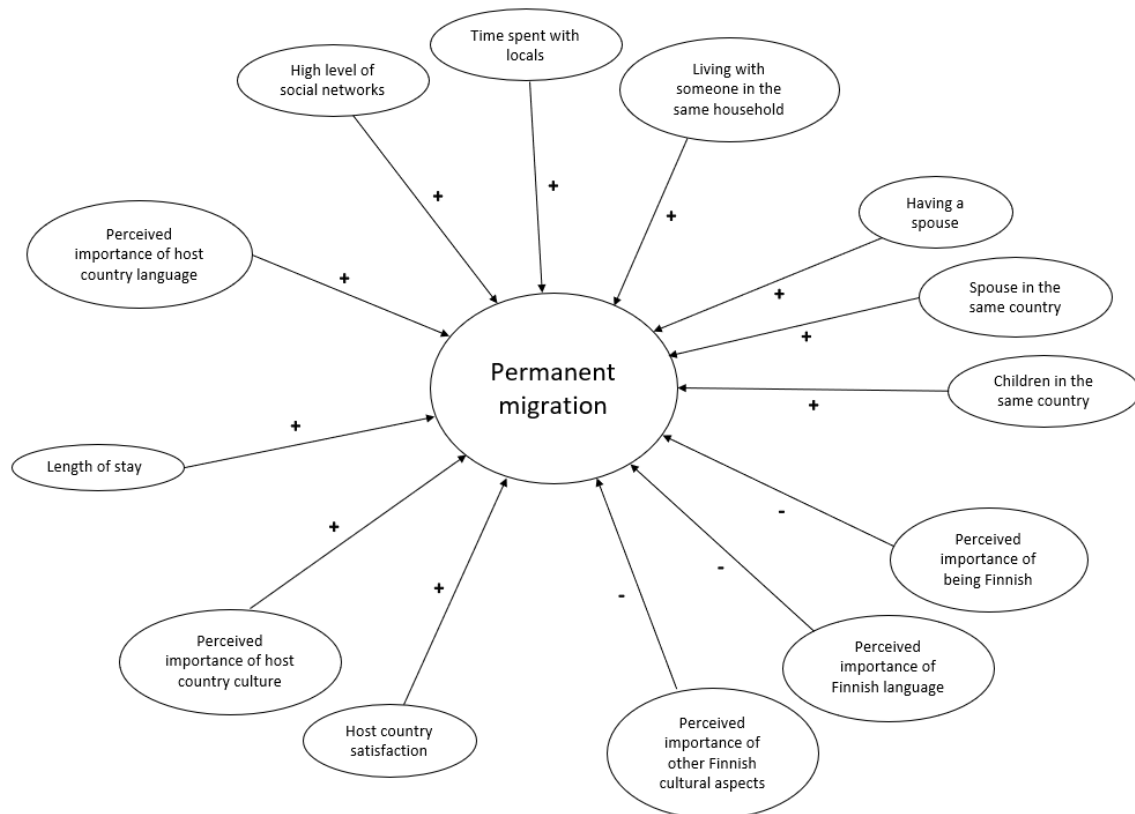 Time spent with
locals
High level of
social networks
Living with
someone in the
same household
Having a
spouse
Perceived
importance of host
country language
Spouse in the
same country
Permanent
migration
Children in the
same country
Length of stay
Perceived
importance of
being Finnish
Perceived
importance of host
country culture
Perceived
importance of
Finnish language
Host country
satisfaction
Perceived
importance of
other Finnish
cultural aspects
+
+
+
+
+
+
+
+
+
+
-
-
-